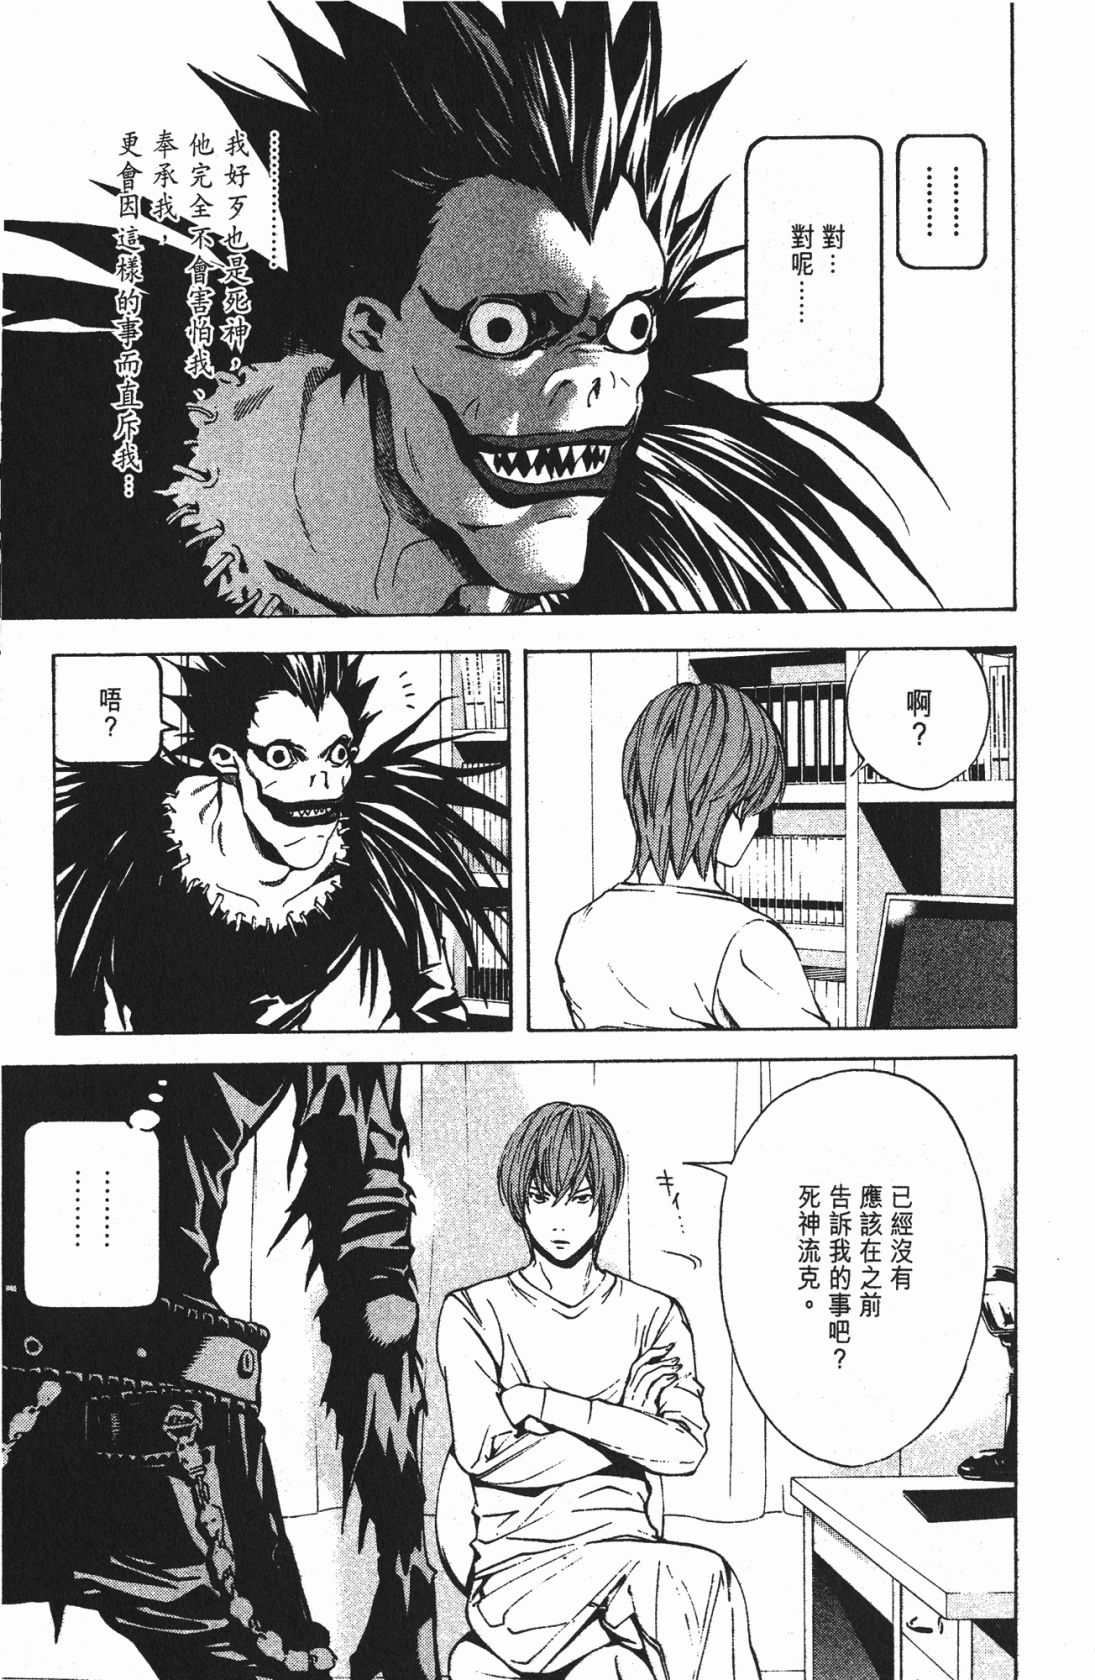 ⋯⋯⋯
⋯⋯⋯
對⋯
對呢⋯⋯
⋯⋯⋯⋯⋯⋯
我好歹也是死神，
他完全不會害怕我、
奉承我，
更會因這樣的事而直斥我⋯
啊？
唔？
已經沒有
應該在之前
告訴我的事吧？
死神流克。
キィ⋯
⋯⋯⋯
⋯⋯⋯